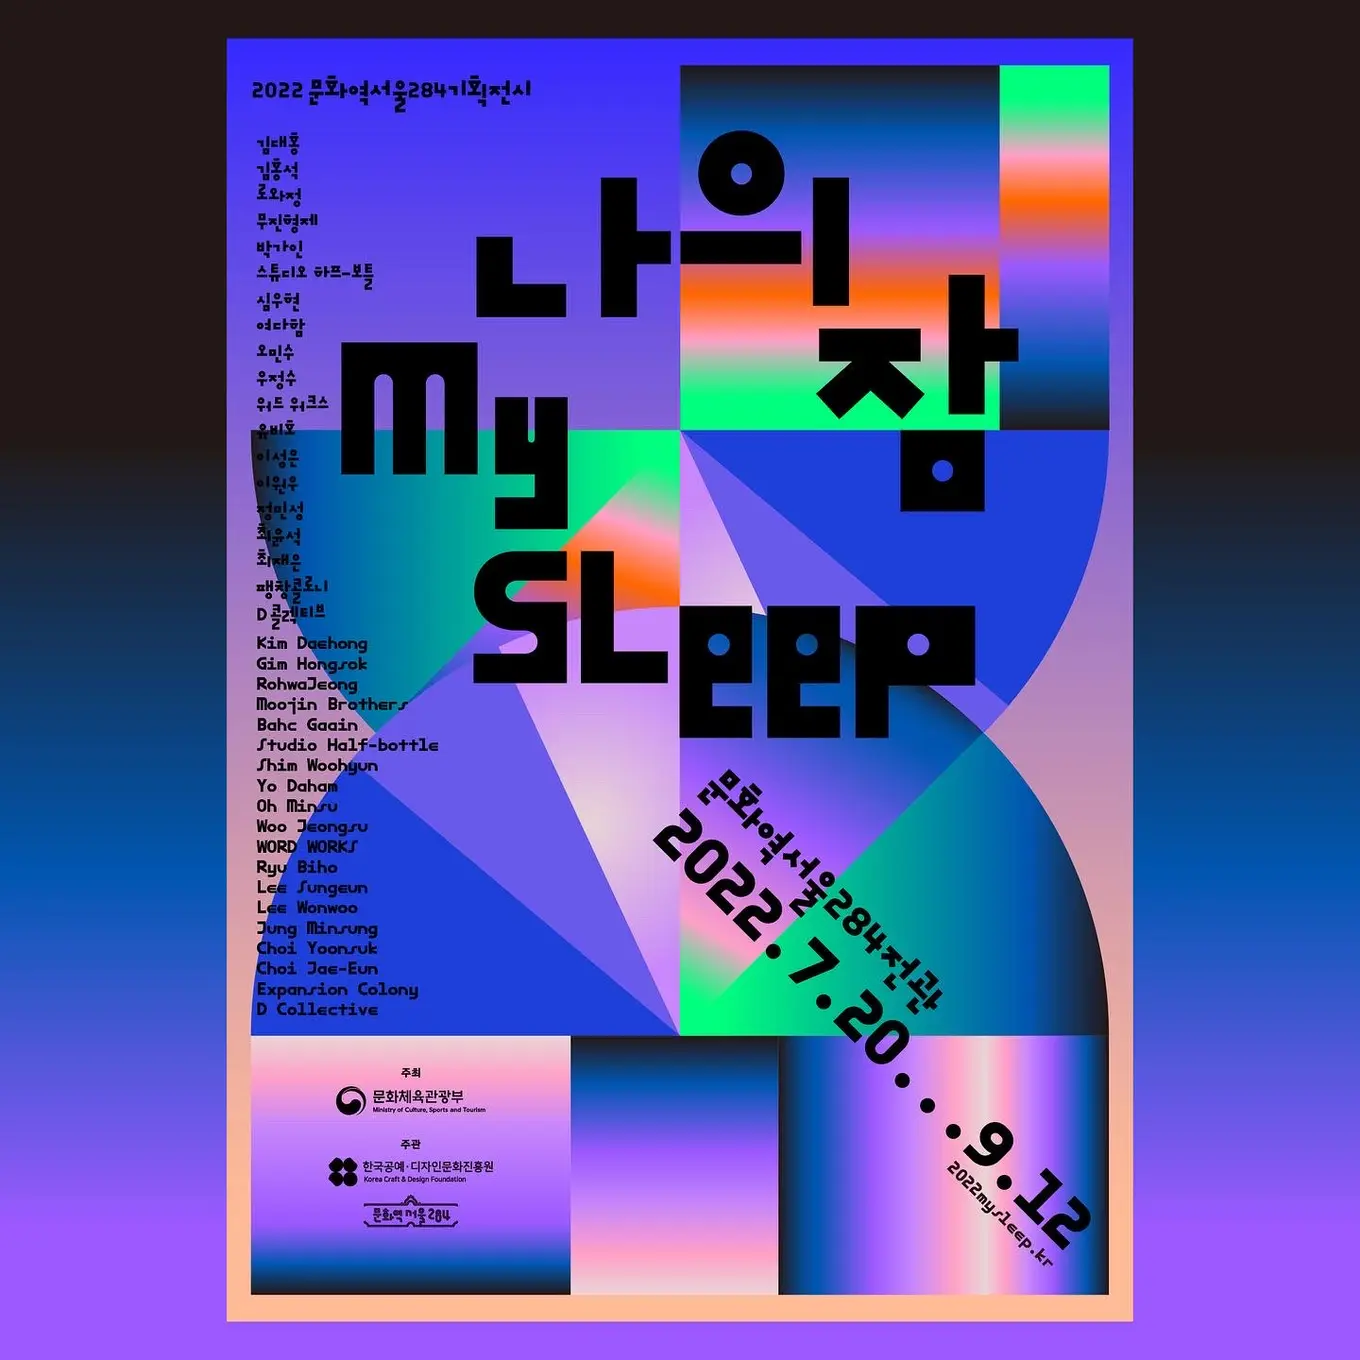 2022 문화역서울284기획전시
김대홍
김홍석
로와정
무진형제
박가인
스튜디오 하프-보틀
심우현
여다함
오민수
우정수
워드 워크스
유비호
이성은
이원우
정민성
최윤석
최재은
팽창콜로니
D콜렉티브
Kim Daehong
Gim Hongsok
RohwaJeong
Moojin Brothers
Bahc Gaain
Studio Half-bottle
Shim Woohyun
Yo Daham
Oh Minsu
Woo Jeongsu
WORD WORKS
Ryu Biho
Lee Sungeun
Lee Wonwoo
Jung Minsung
Choi Yoonsuk
Choi Jae-Eun
Expansion Colony
D Collective
나의 잠
my
sleep
문화역서울284전관
2022.7.20...9.12
2022mysleep.kr
주최
문화체육관광부
Ministry of Culture, Sports and Tourism
주관
한국공예·디자인문화진흥원
Korea Craft & Design Foundation
문화역서울284